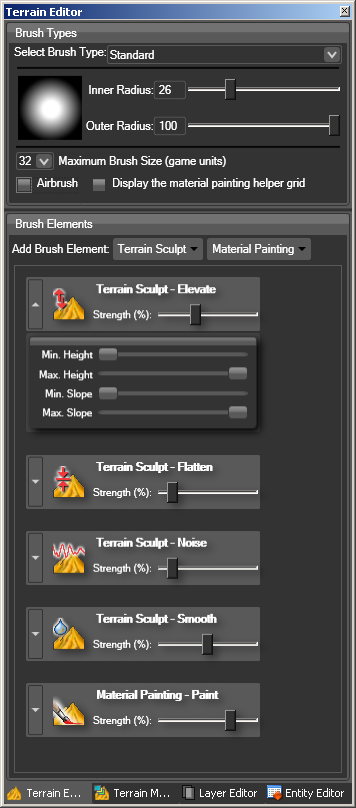 Terrain Editor
Brush Types
Select Brush Type: Standard
Inner Radius: 26
Outer Radius: 100
32 Maximum Brush Size (game units)
Airbrush Display the material painting helper grid
Brush Elements
Add Brush Element: Terrain Sculpt Material Painting
Terrain Sculpt - Elevate
Strength (%):
Min. Height
Max. Height
Min. Slope
Max. Slope
Terrain Sculpt - Flatten
Strength (%):
Terrain Sculpt - Noise
Strength (%):
Terrain Sculpt - Smooth
Strength (%):
Material Painting - Paint
Strength (%):
Terrain E... Terrain M... Layer Editor Entity Editor